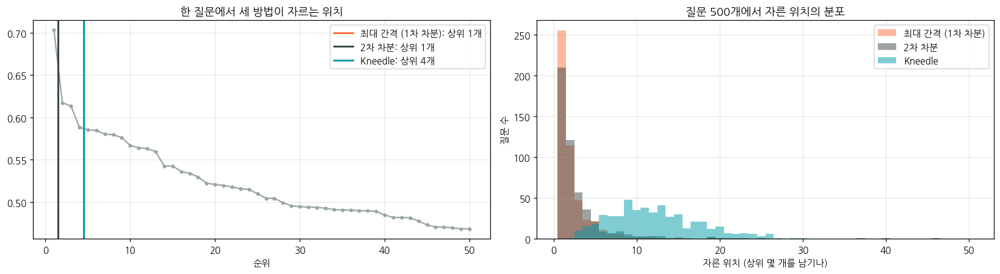 한 질문에서 세 방법이 자르는 위치
0.70
0.65
0.60
0.55
0.50
최대 간격 (1차 차분): 상위 1개
2차 차분: 상위 1개
Kneedle: 상위 4개
0 10 20 30 40 50
순위
질문 500개에서 자른 위치의 분포
질문 수
250
200
150
100
50
0
최대 간격 (1차 차분)
2차 차분
Kneedle
0 10 20 30 40 50
자른 위치 (상위 몇 개를 남기나)